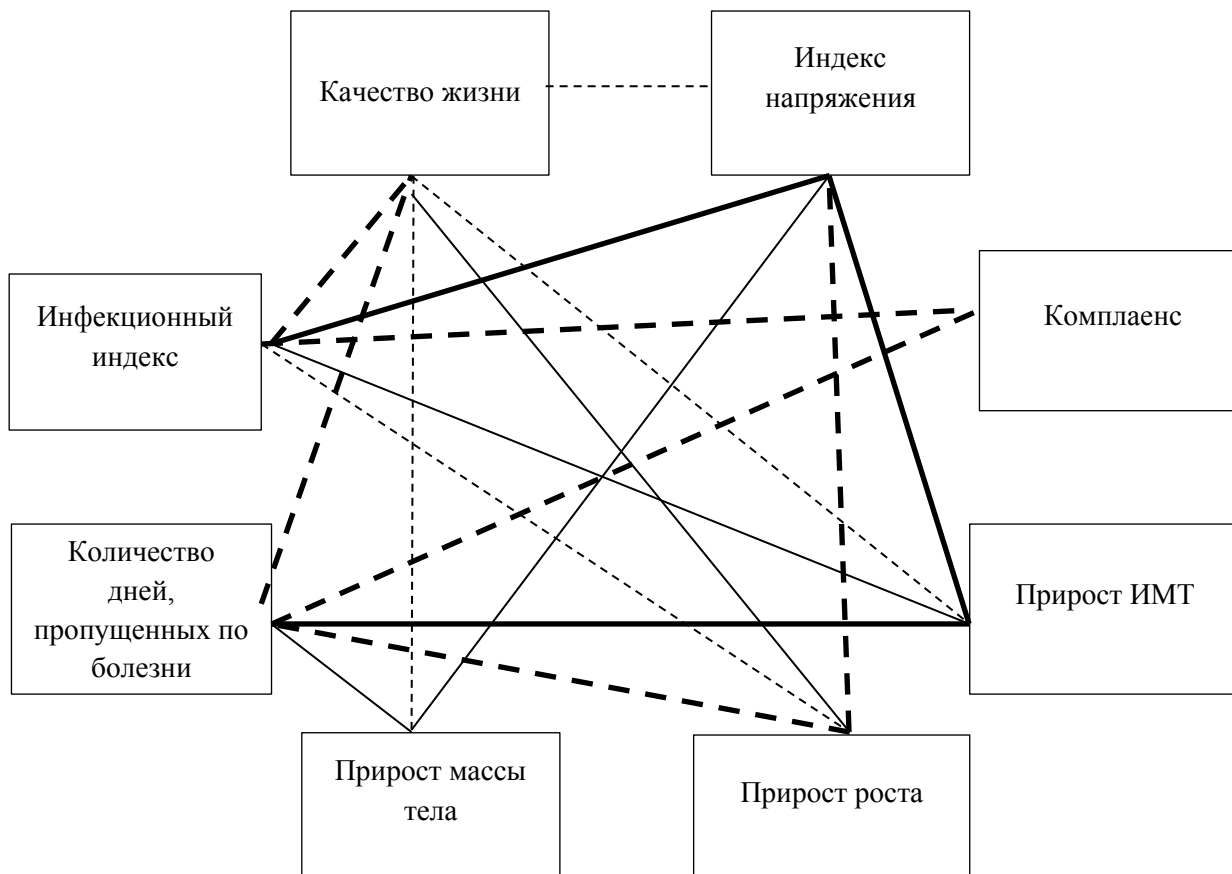 Качество жизни
Индекс
напряжения
Инфекционный
индекс
Комплаенс
Количество
дней,
пропущенных по
болезни
Прирост ИМТ
Прирост массы
тела
Прирост роста